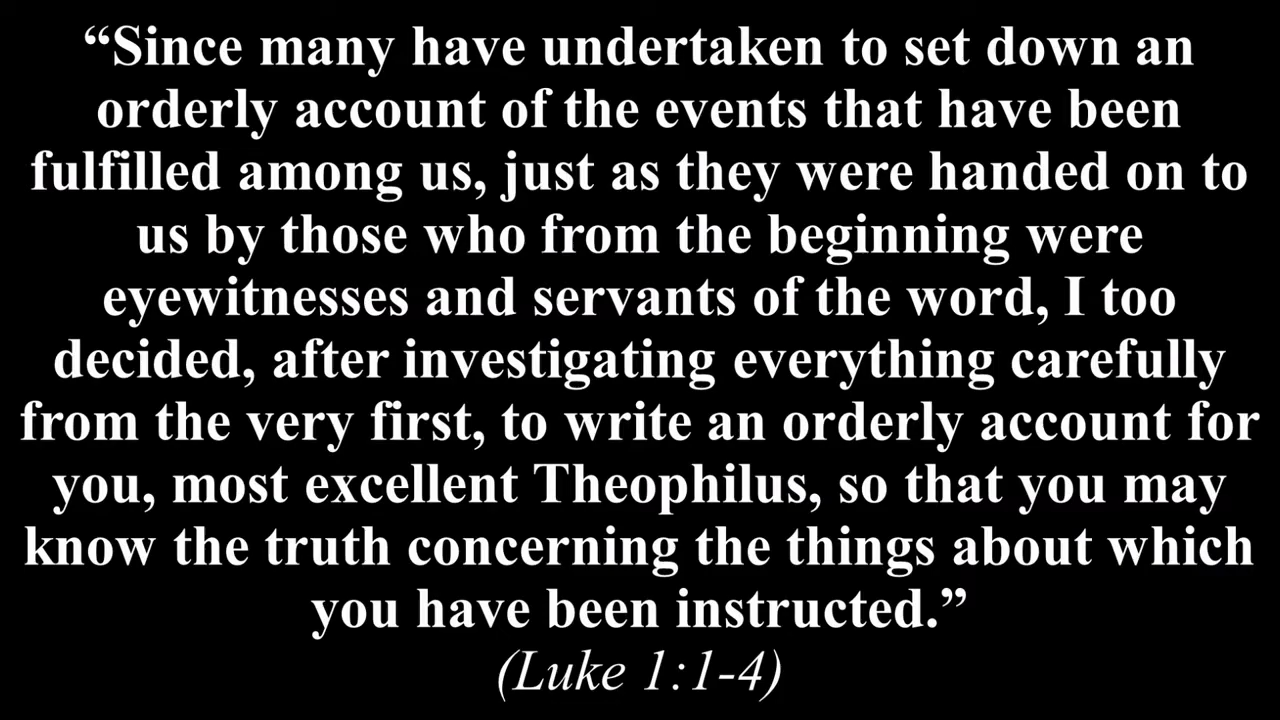 “Since many have undertaken to set down an
orderly account of the events that have been
fulfilled among us, just as they were handed on to
us by those who from the beginning were
eyewitnesses and servants of the word, I too
decided, after investigating everything carefully
from the very first, to write an orderly account for
you, most excellent Theophilus, so that you may
know the truth concerning the things about which
you have been instructed.”
(Luke 1:1-4)